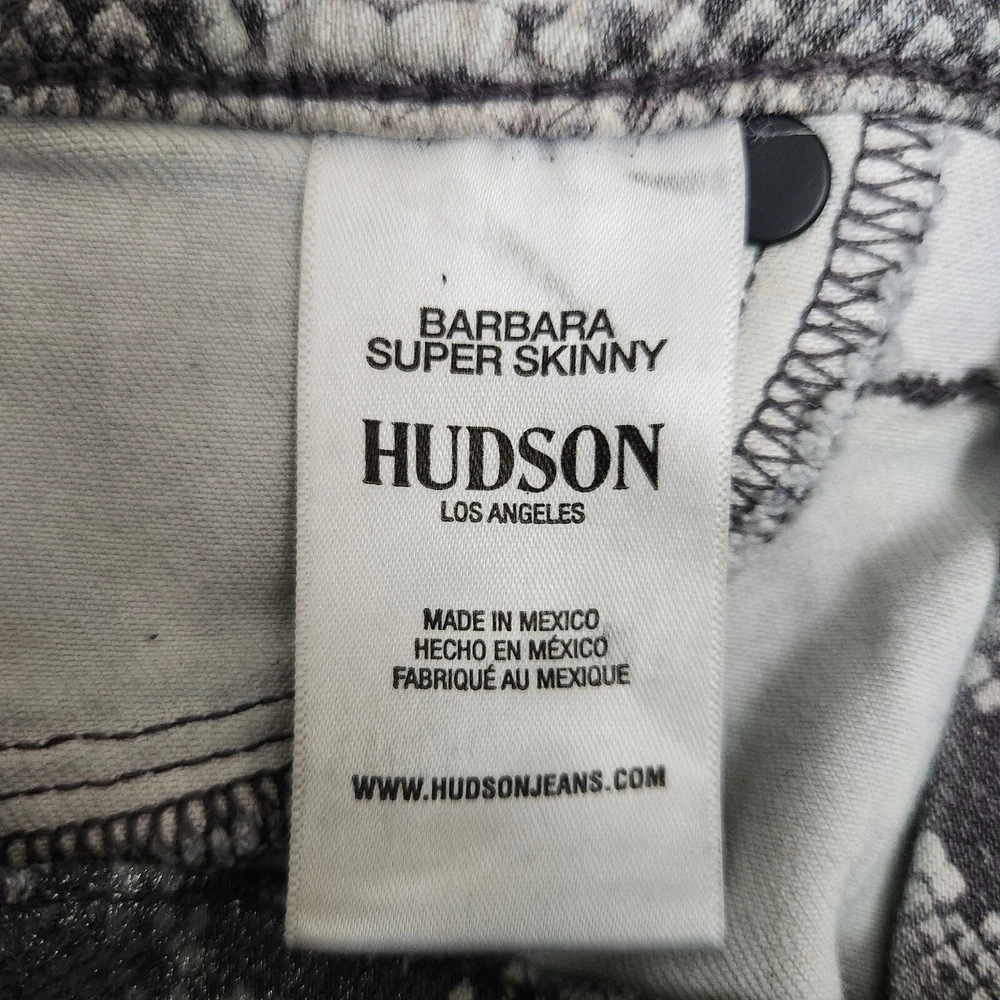 BARBARA
SUPER SKINNY
HUDSON
LOS ANGELES
MADE IN MEXICO
HECHO EN MÉXICO
FABRIQUÉ AU MEXIQUE
WWW.HUDSONJEANS.COM